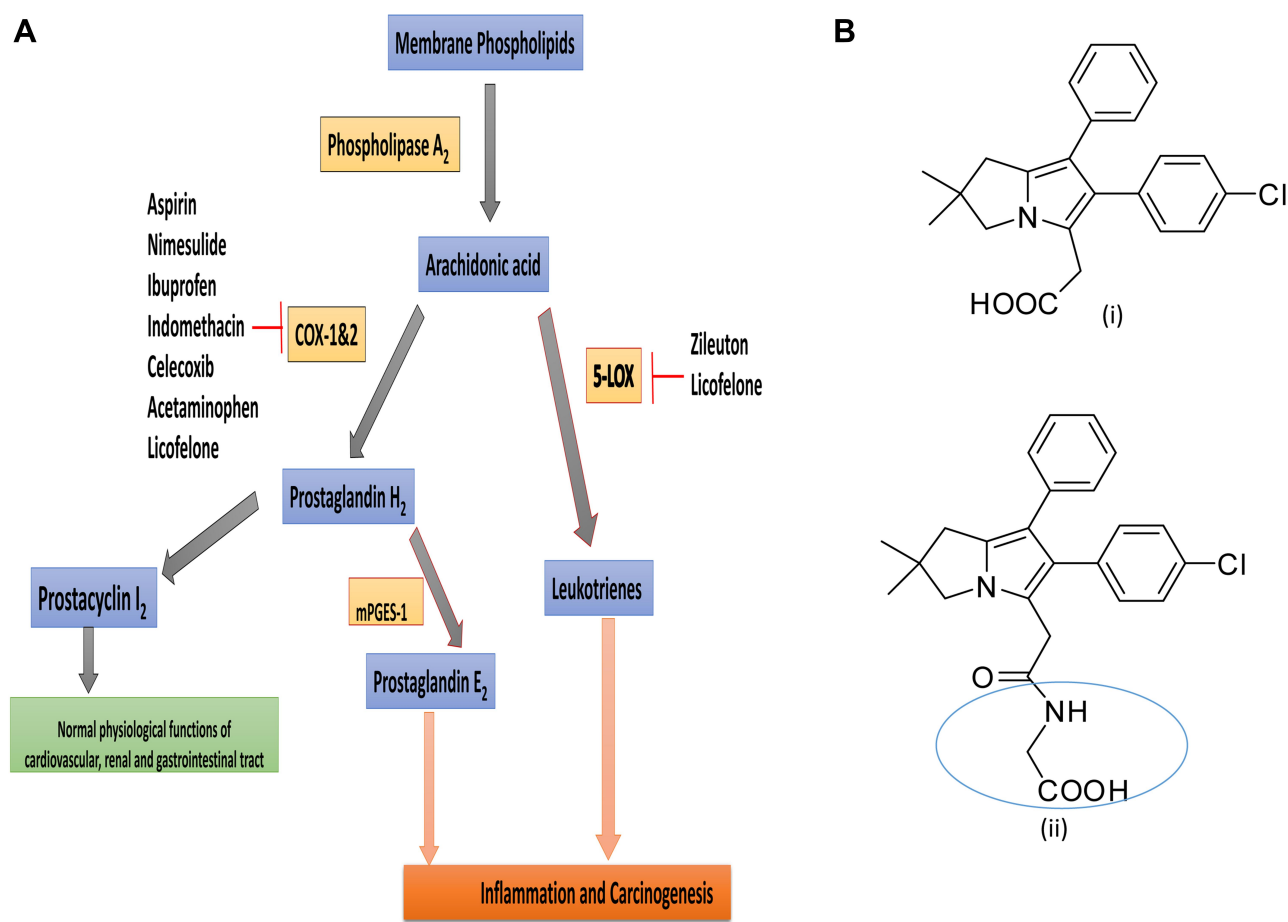 A
Membrane Phospholipids
Phospholipase A₂
Aspirin
Nimesulide
Ibuprofen
Indomethacin
Celecoxib
Acetaminophen
Licofelone
COX-1&2
Arachidonic acid
5-LOX
Zileuton
Licofelone
Prostaglandin H₂
Prostacyclin I₂
mPGES-1
Leukotrienes
Prostaglandin E₂
Normal physiological functions of
cardiovascular, renal and gastrointestinal tract
Inflammation and Carcinogenesis
B
Cl
N
HOOC
(i)
Cl
N
O
NH
COOH
(ii)